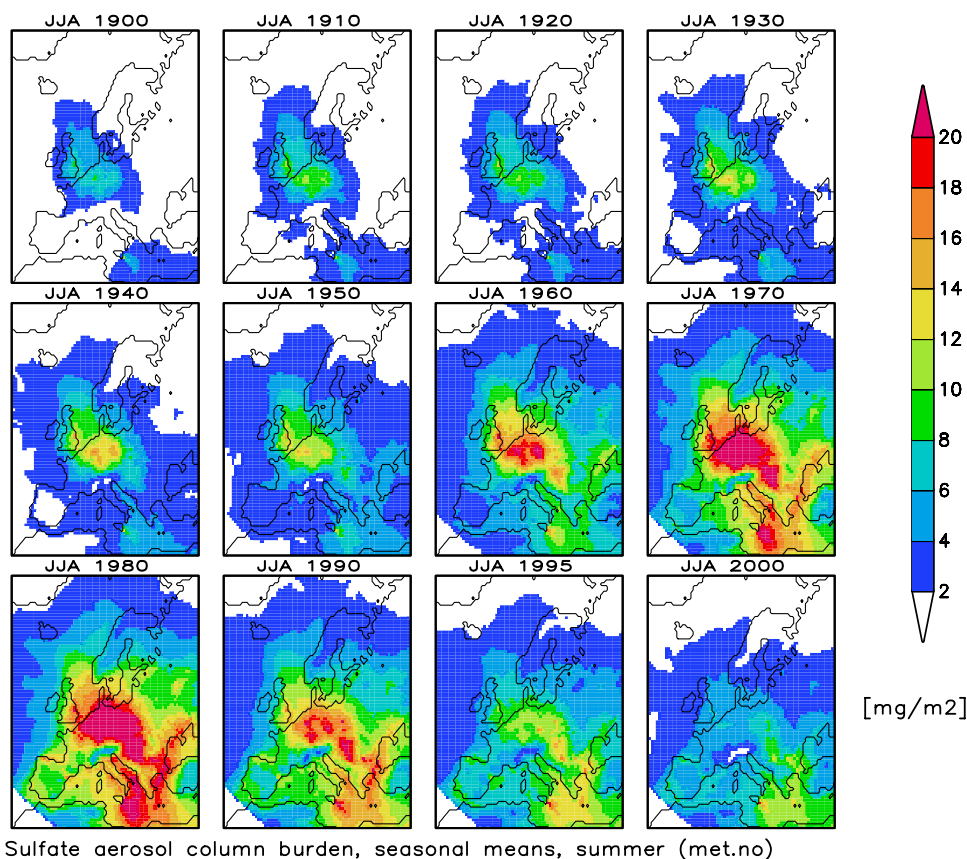 JJA 1900 JJA 1910 JJA 1920 JJA 1930
JJA 1940 JJA 1950 JJA 1960 JJA 1970
JJA 1980 JJA 1990 JJA 1995 JJA 2000
20
18
16
14
12
10
8
6
4
2
[mg/m2]
Sulfate aerosol column burden, seasonal means, summer (met.no)